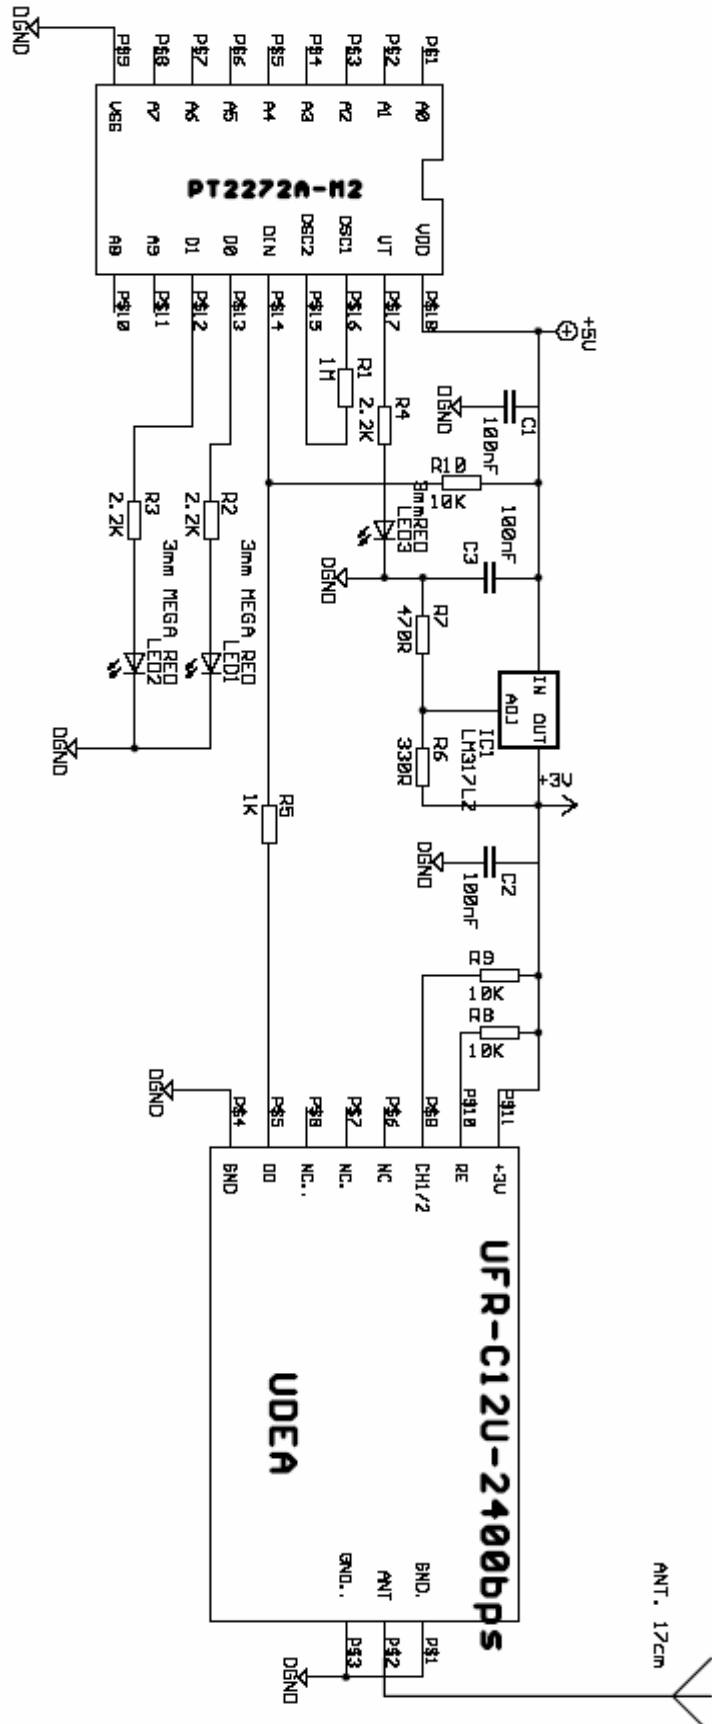 DGND
P$9
P$8
P$7
P$6
P$5
P$4
P$3
P$2
P$1
VSG
A7
A6
A5
A4
A3
A2
A1
A0
PT2272A-M2
A8
A9
D1
D0
DIN
OSC2
OSC1
VT
VDD
P$10
P$11
P$12
P$13
P$14
P$15
P$16
P$17
P$18
+5V
R1
1M
R4
2.2K
DGND
C1
100nF
R10
10K
R3
2.2K
R2
2.2K
3mmRED
LED3
100nF
C3
DGND
R7
470R
3mm MEGA RED
LED2
3mm MEGA RED
LED1
IN
OUT
ADJ
IC1
LM317LZ
R6
330R
+3V
DGND
R5
1K
C2
100nF
DGND
R9
10K
R8
10K
DGND
P$4
P$5
P$8
P$7
P$6
P$8
P$10
P$11
GND
DO
NC..
NC.
NC
CH1/2
RE
+3V
UFR-C12U-2400bps
UDEA
GND..
ANT
GND.
P$3
P$2
P$1
DGND
ANT. 17cm